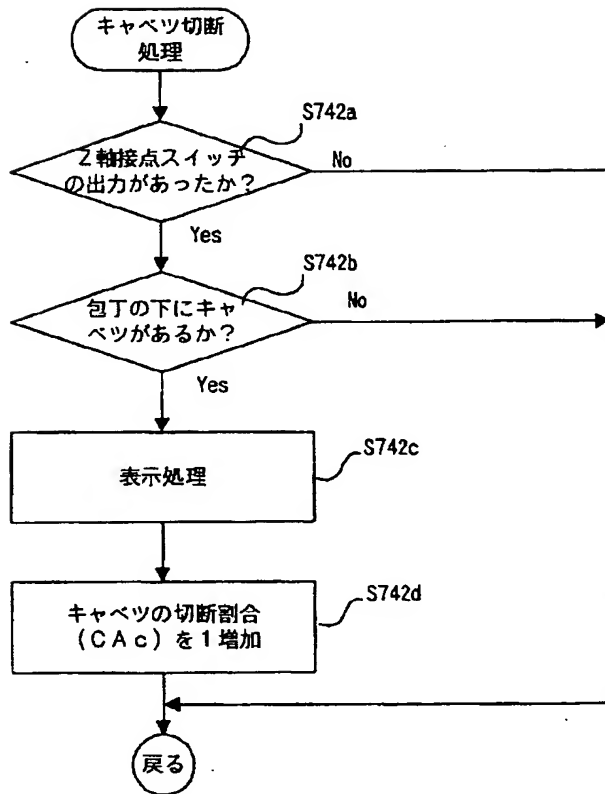 キャベツ切断
処理
S742a
Z軸接点スイッチ
の出力があったか？
No
Yes
S742b
包丁の下にキャ
ベツがあるか？
No
Yes
S742c
表示処理
S742d
キャベツの切断割合
(CAc)を1増加
戻る